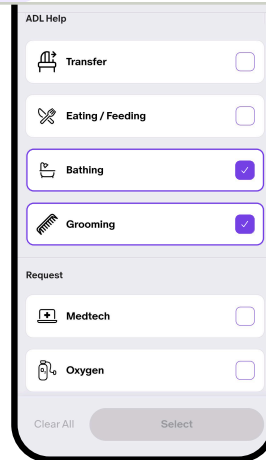 ADL Help
Transfer
Eating / Feeding
Bathing
Grooming
Request
Medtech
Oxygen
Clear All
Select